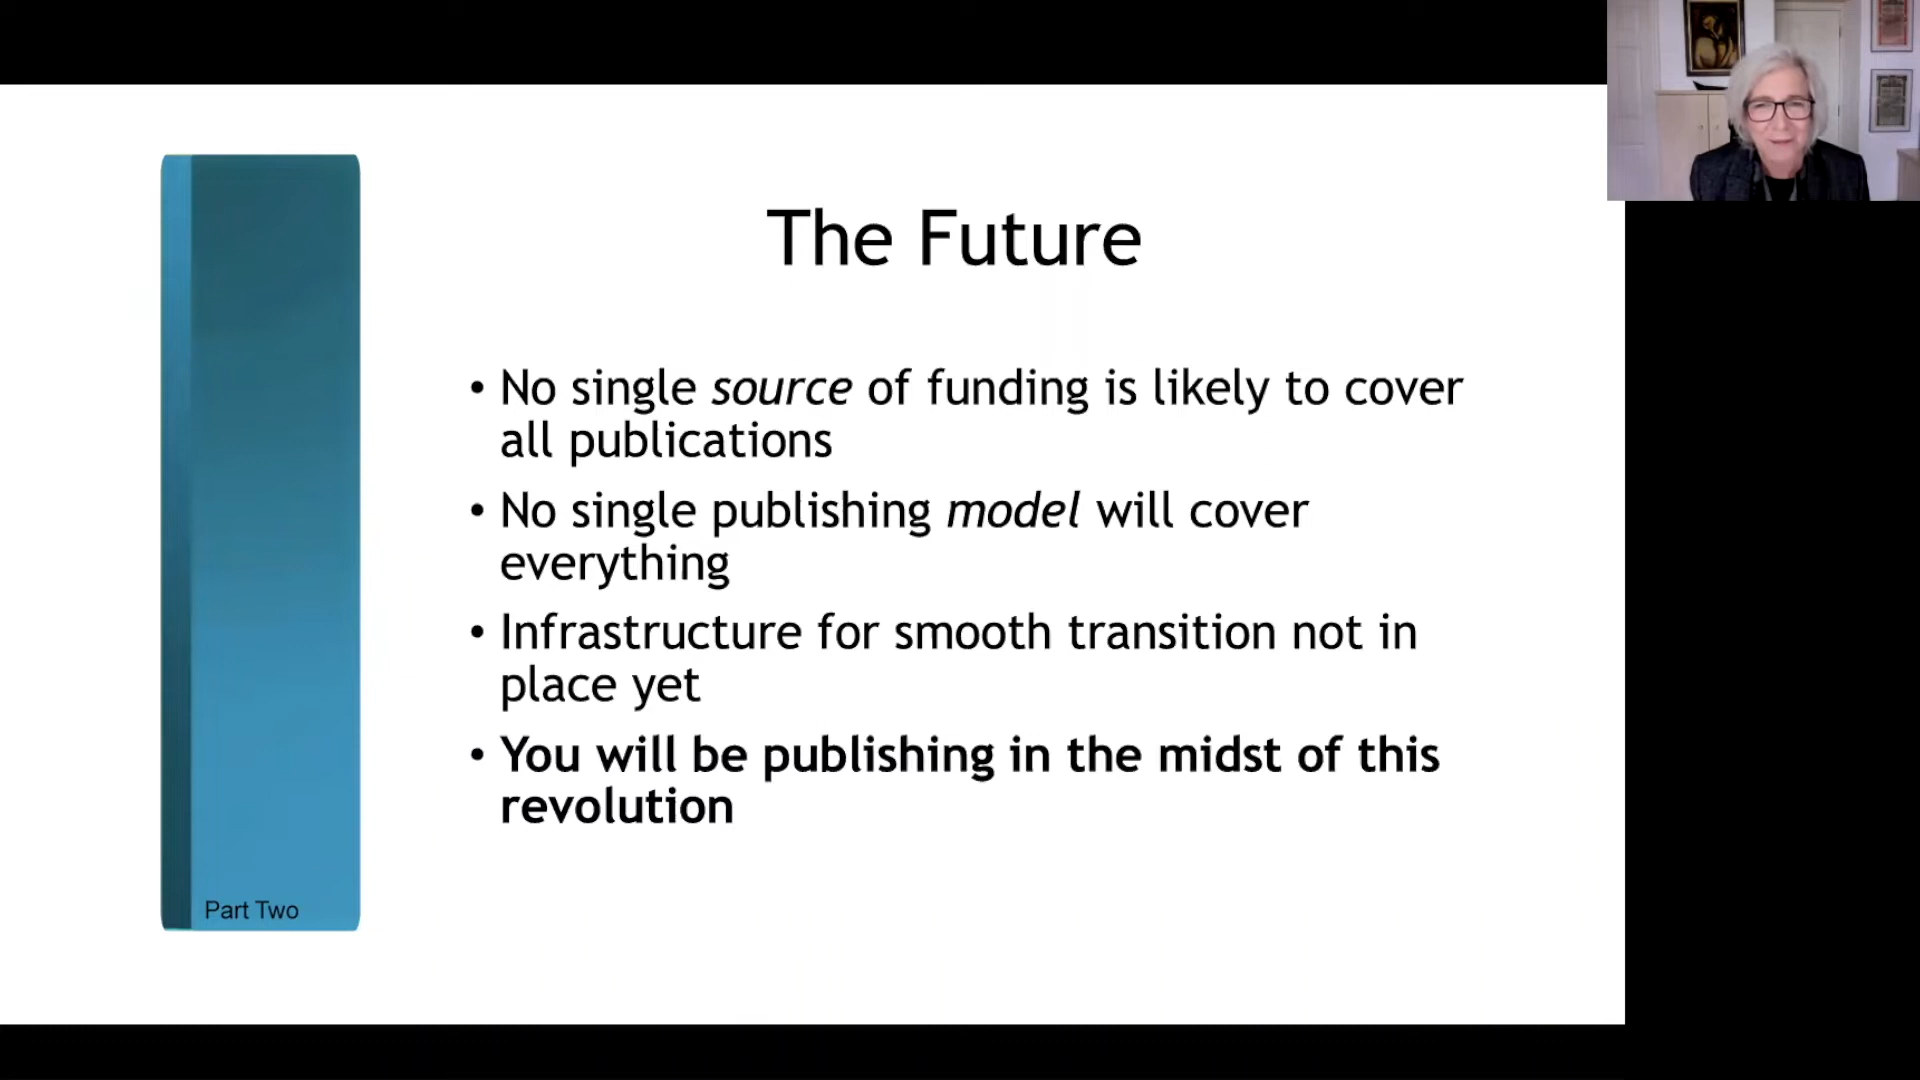 The Future
• No single source of funding is likely to cover
all publications
• No single publishing model will cover
everything
• Infrastructure for smooth transition not in
place yet
• You will be publishing in the midst of this
revolution
Part Two